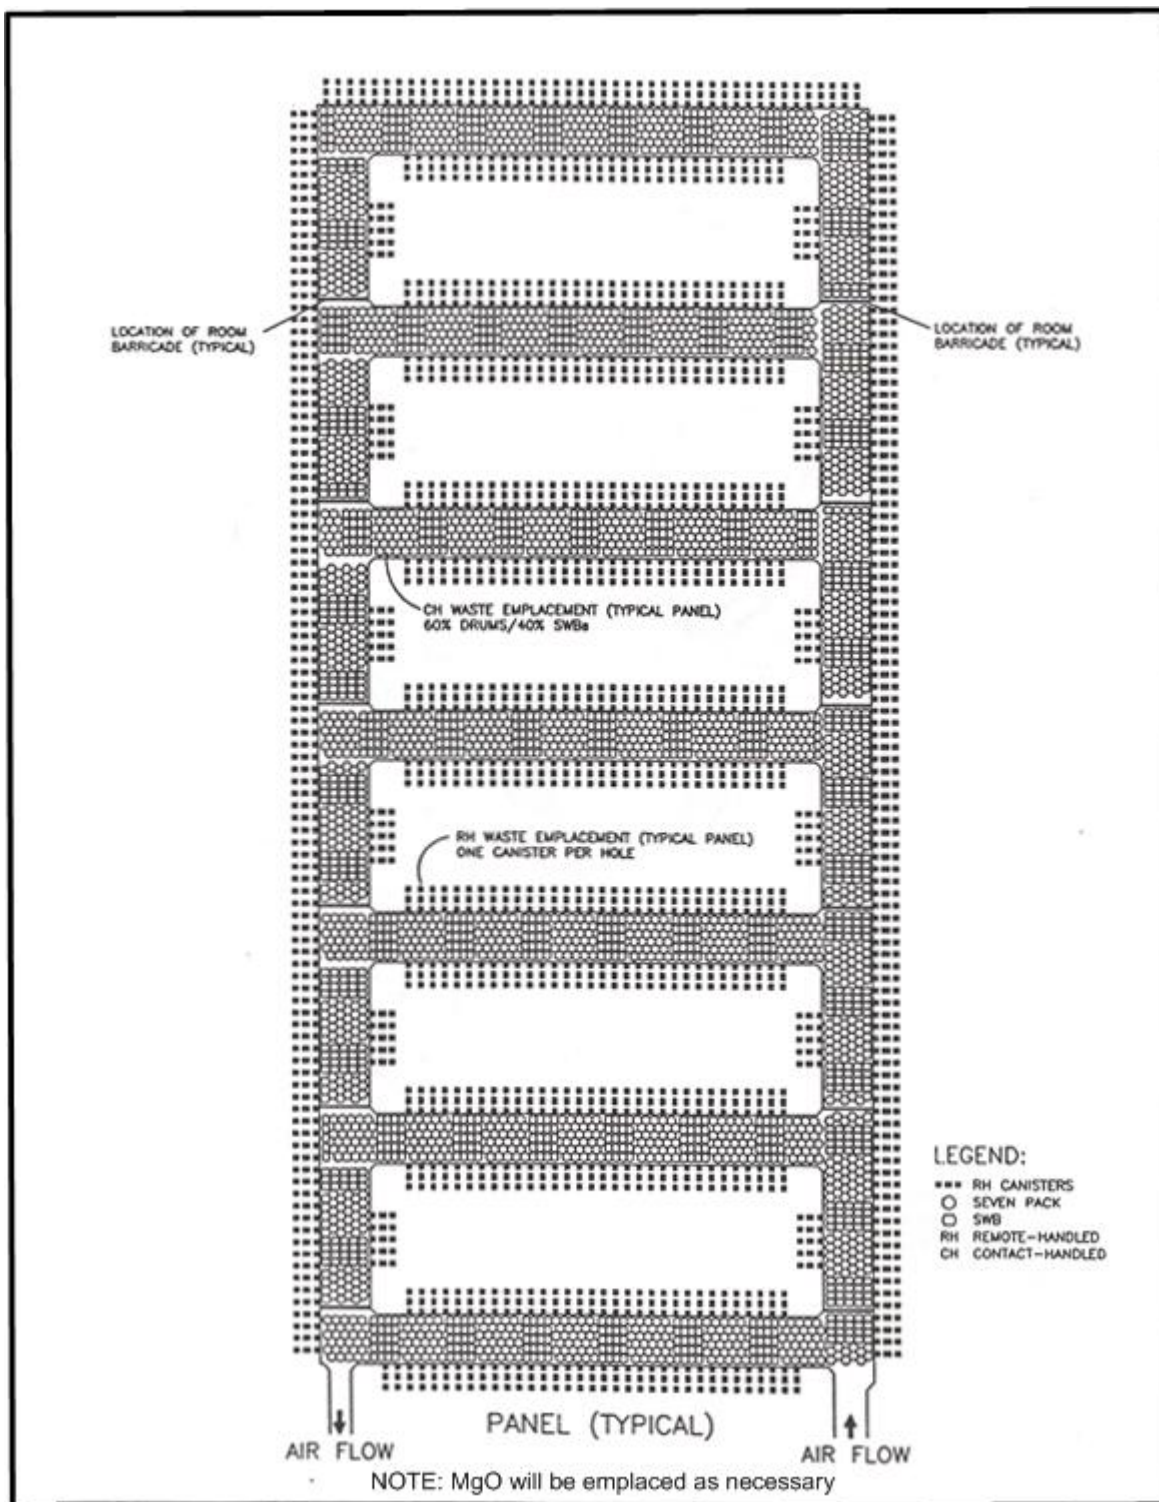 LOCATION OF ROOM
BARRICADE (TYPICAL)
LOCATION OF ROOM
BARRICADE (TYPICAL)
CH WASTE EMPLACEMENT (TYPICAL PANEL)
60% DRUMS/40% SWBs
RH WASTE EMPLACEMENT (TYPICAL PANEL)
ONE CANISTER PER HOLE
LEGEND:
RH CANISTERS
SEVEN PACK
SWB
RH REMOTE-HANDLED
CH CONTACT-HANDLED
PANEL (TYPICAL)
AIR FLOW
AIR FLOW
NOTE: MgO will be emplaced as necessary